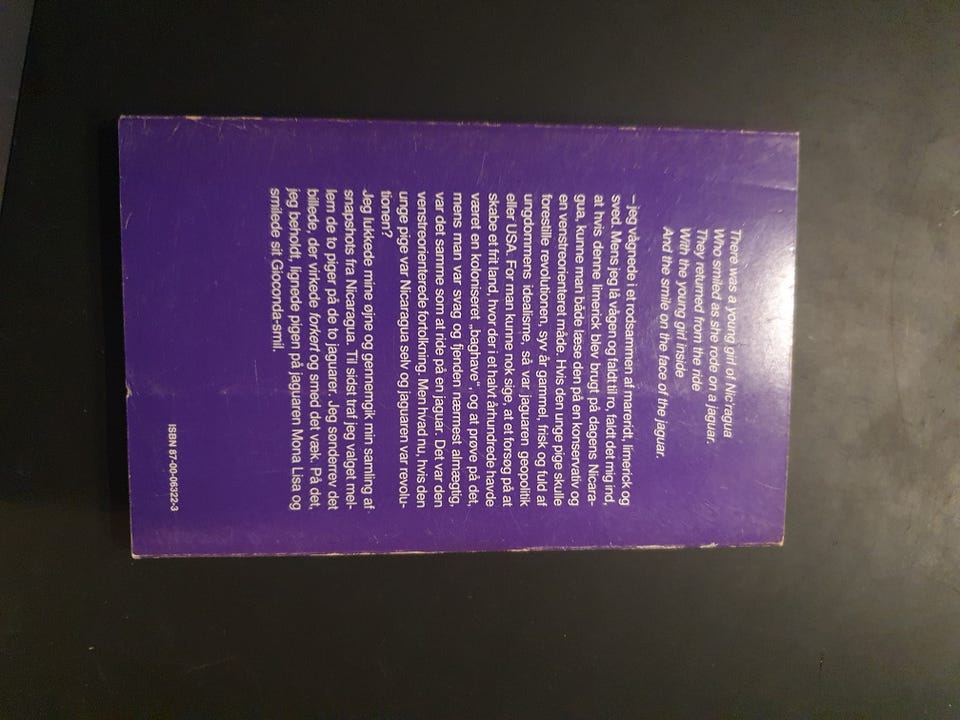 There was a young girl of Nic'ragua
Who smiled as she rode on a jaguar.
They returned from the ride
With the young girl inside
And the smile on the face of the jaguar.
– jeg vågnede i et rodsammen af mareridt, limerick og
sved. Mens jeg lå vågen og faldt til ro, faldt det mig ind,
at hvis denne limerick blev brugt på dagens Nicara-
gua, kunne man både læse den på en konservativ og
en venstreorienteret måde. Hvis den unge pige skulle
forestille revolutionen, syv år gammel, frisk og fuld af
ungdommens idealisme, så var jaguaren geopolitik
eller USA. For man kunne nok sige, at et forsøg på at
skabe et frit land, hvor der i et halvt århundrede havde
været en koloniseret „baghave“, og at prøve på det,
mens man var svag og fjenden nærmest almægtig,
var det samme som at ride på en jaguar. Det var den
venstreorienterede fortolkning. Men hvad nu, hvis den
unge pige var Nicaragua selv og jaguaren var revolu-
tionen?
Jeg lukkede mine øjne og gennemgik min samling af
snapshots fra Nicaragua. Til sidst traf jeg valget mel-
lem de to piger på de to jaguarer. Jeg sønderrev det
billede, der virkede forkert og smed det væk. På det,
jeg beholdt, lignede pigen på jaguaren Mona Lisa og
smilede sit Gioconda-smil.
ISBN 87-00-06322-3